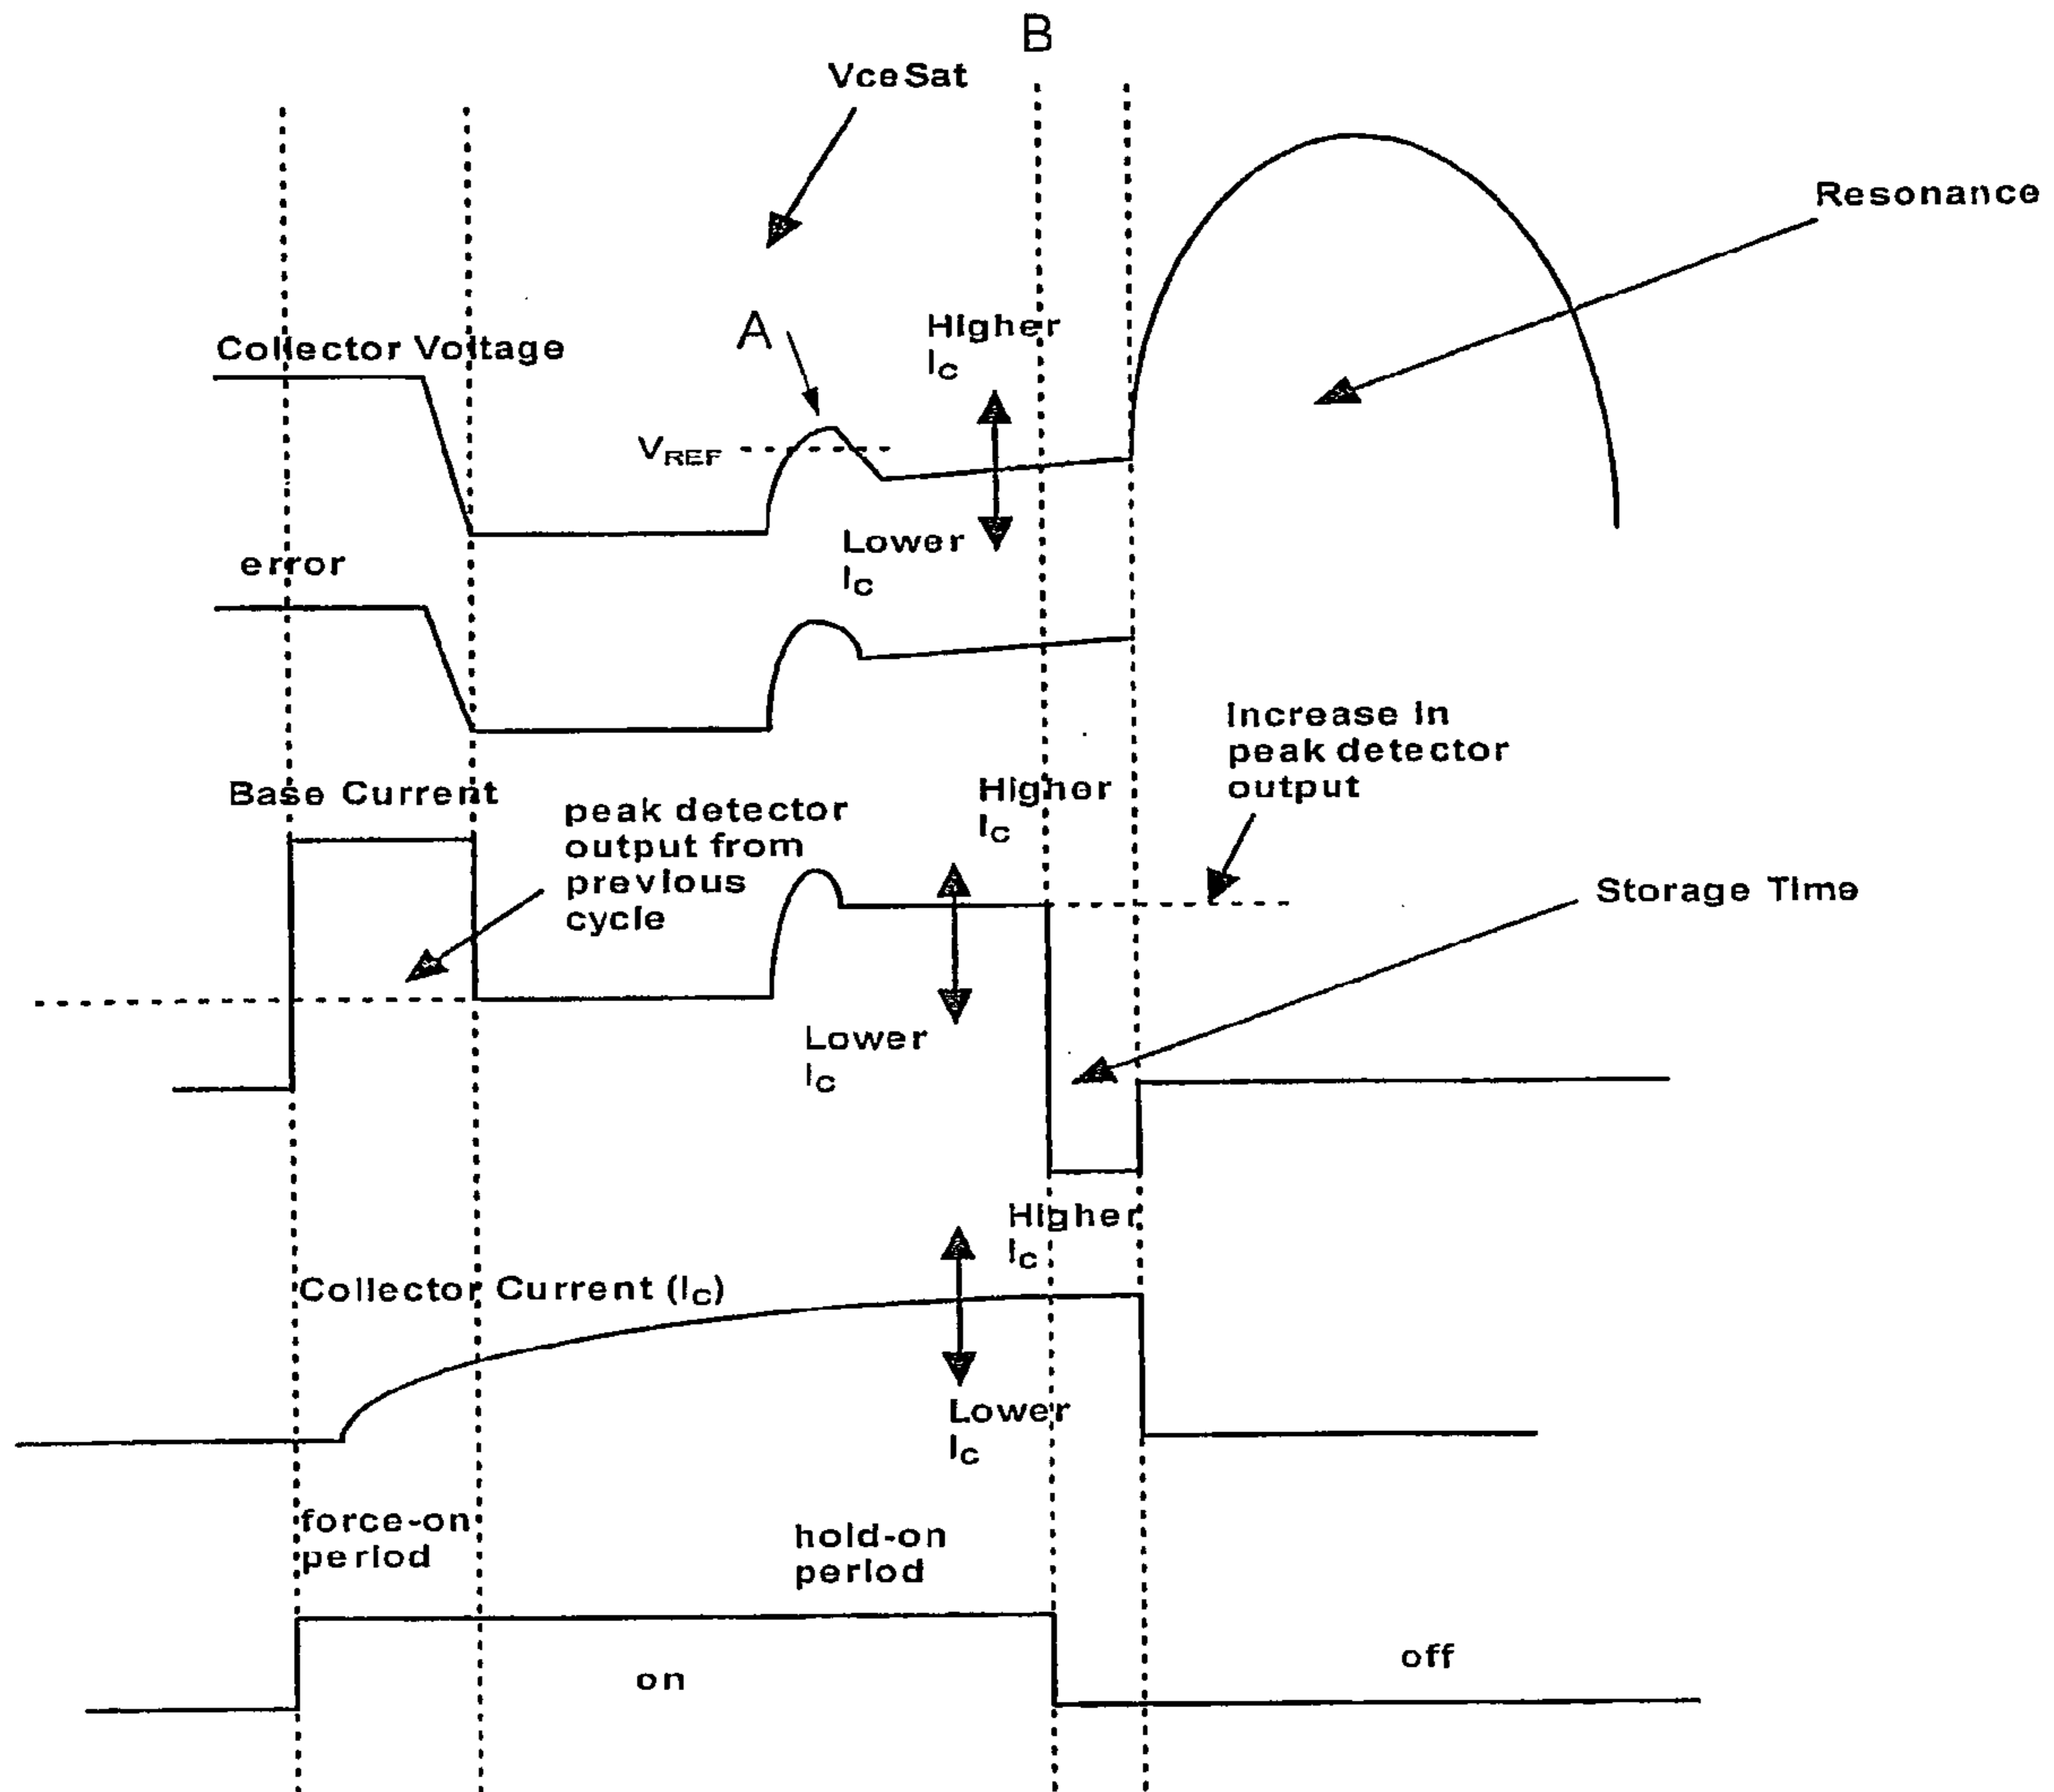 B
VceSat
Resonance
Collector Voltage
A
Higher
IC
VREF
Lower
IC
error
Increase in
peak detector
output
Base Current
peak detector
output from
previous
cycle
Higher
IC
Storage Time
Lower
IC
Higher
IC
Collector Current (IC)
Lower
IC
force-on
period
hold-on
period
on
off